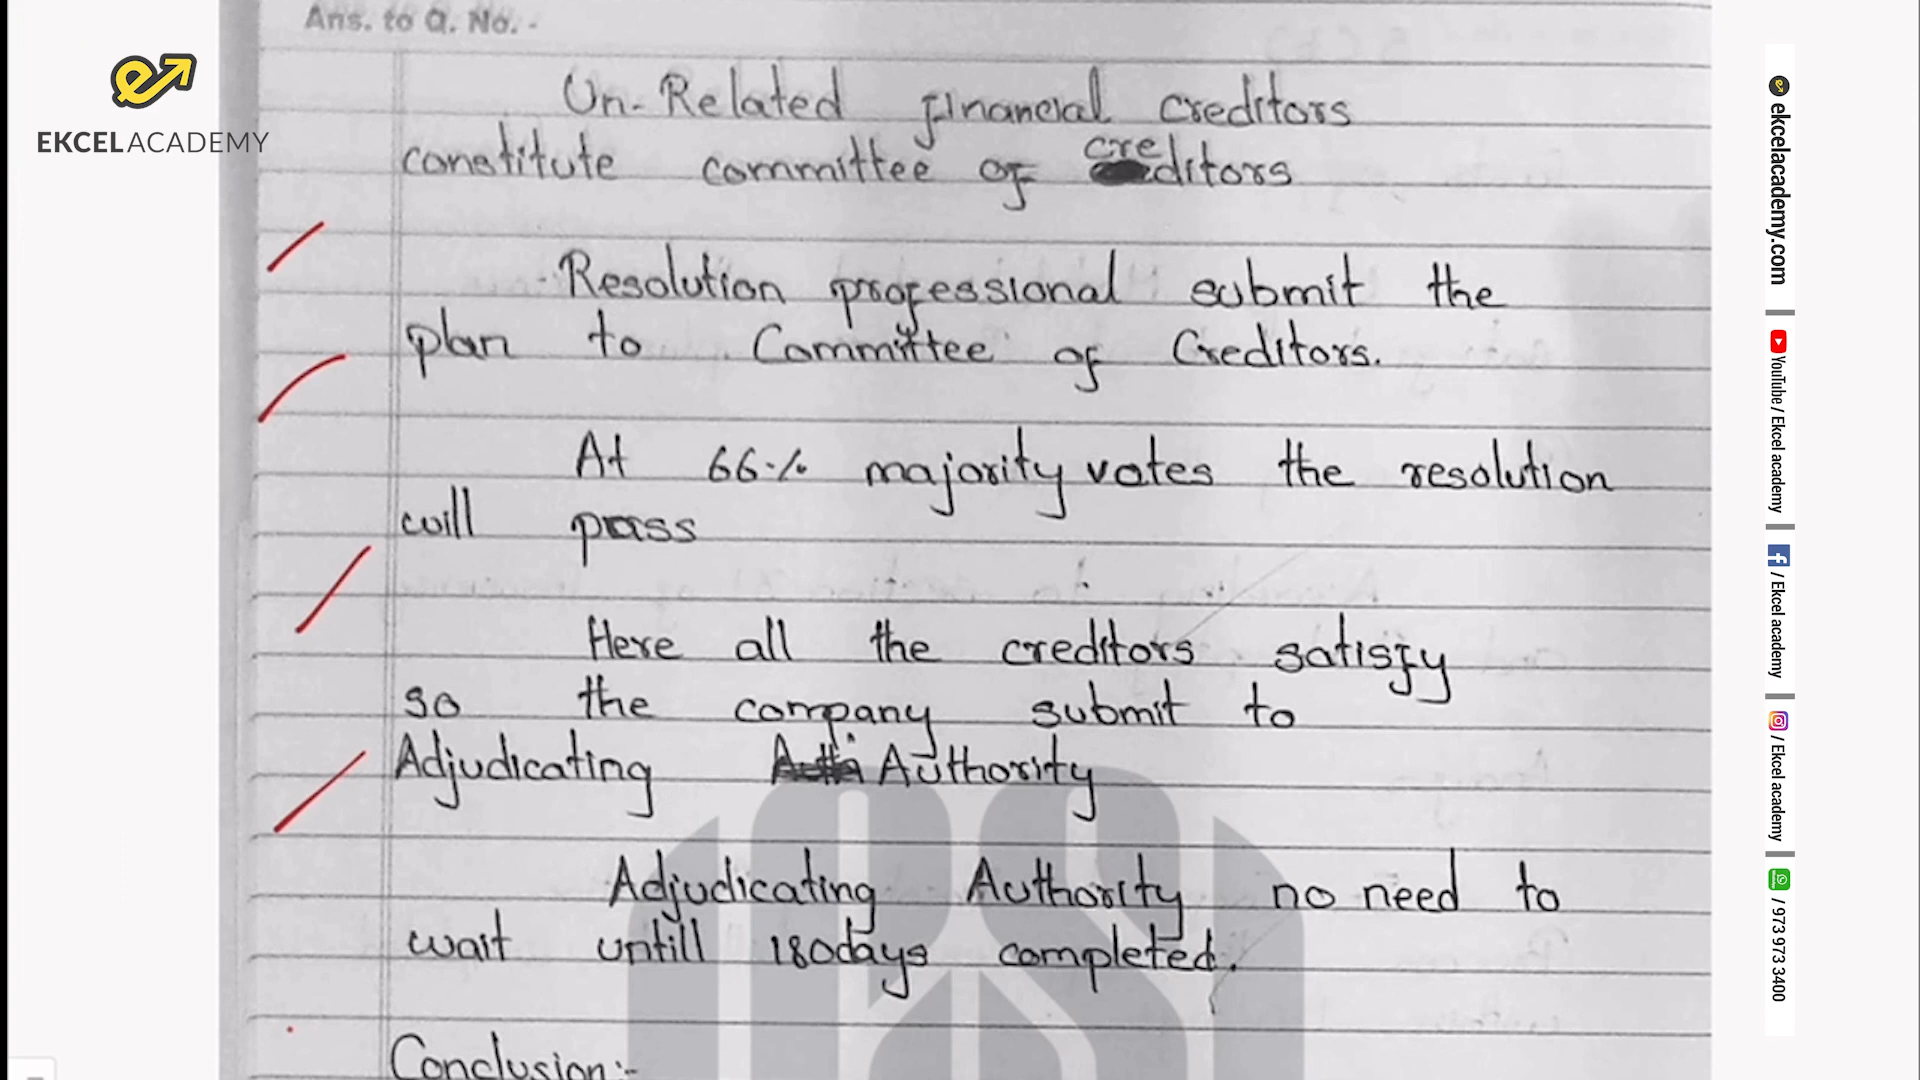 Ans. to Q. No. -
EKCELACADEMY
Un-Related financial creditors
constitute committee of creditors
Resolution professional submit the
plan to Committee of Creditors.
At 66% majority votes the resolution
will pass
Here all the creditors satisfy
so the company submit to
Adjudicating Authority
Adjudicating Authority no need to
wait untill 180days completed.
Conclusion:-
ekcelacademy.com
YouTube / Ekcel academy
/ Ekcel academy
/ Ekcel academy
/ 973 973 3400